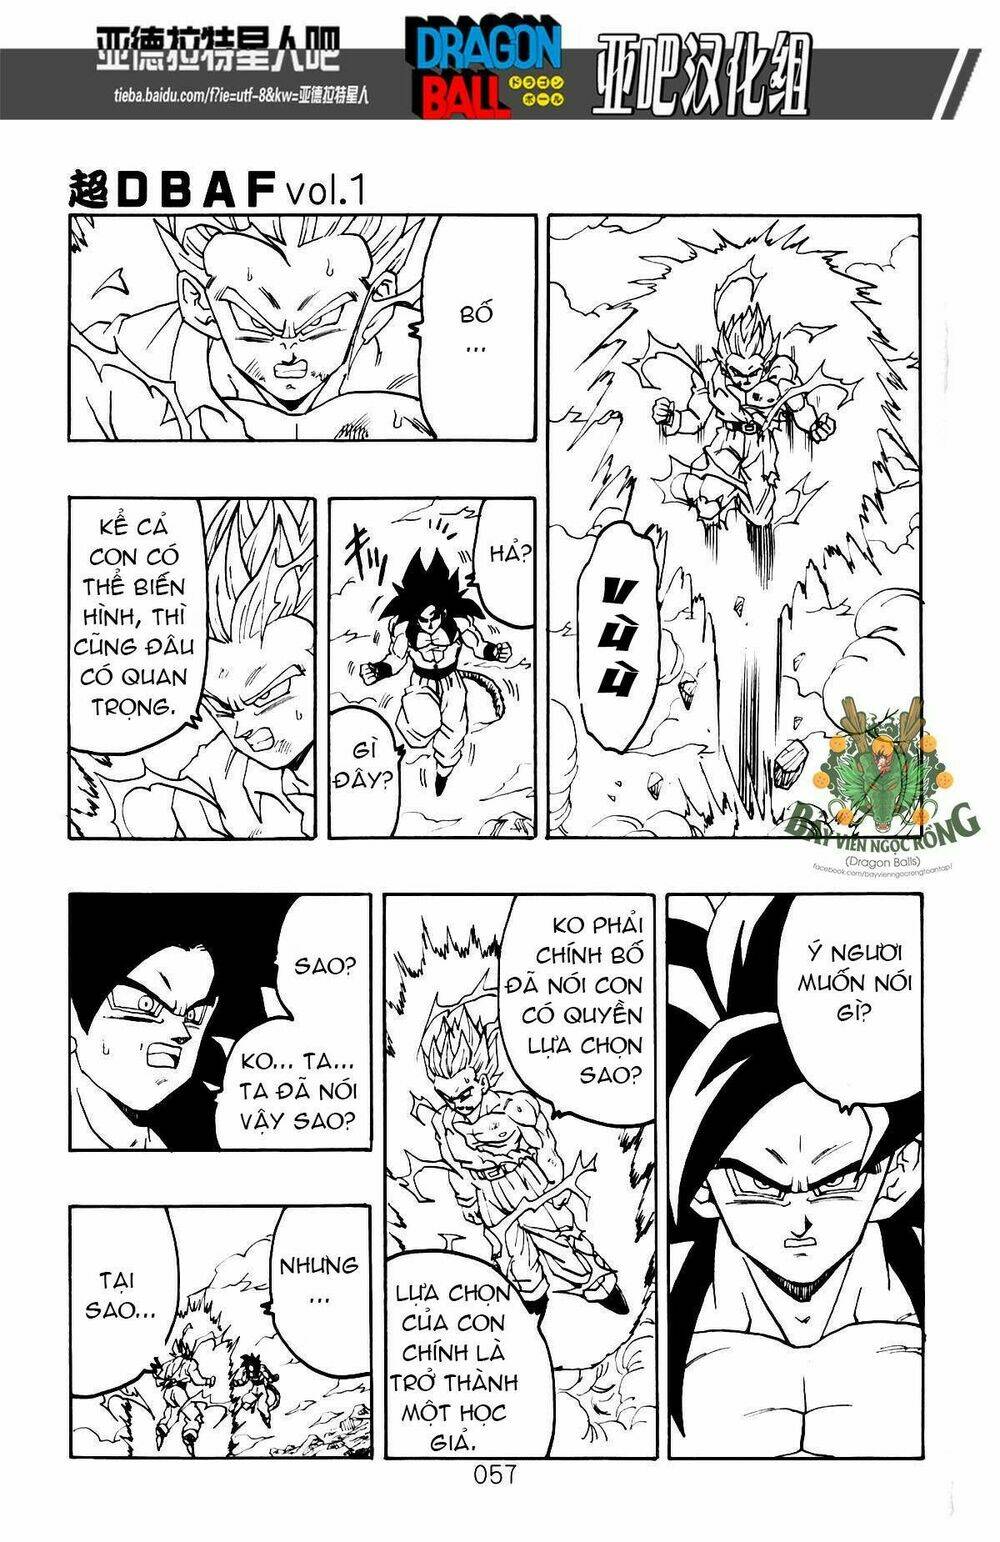 亚德拉特星人吧
tieba.baidu.com/f?ie=utf-8&kw=亚德拉特星人
DRAGON
BALL
ドラゴン
ボール
亚吧汉化组
超DBAF vol.1
VÙÙ
BỐ
...
HẢ?
GÌ
ĐÂY?
KỂ CẢ
CON CÓ
THỂ BIẾN
HÌNH, THÌ
CŨNG ĐÂU
CÓ QUAN
TRỌNG.
BẢY VIÊN NGỌC RỒNG
(Dragon Balls)
facebook.com/bayvienngocrongtoantap/
Ý NGƯƠI
MUỐN NÓI
GÌ?
KO PHẢI
CHÍNH BỐ
ĐÃ NÓI CON
CÓ QUYỀN
LỰA CHỌN
SAO?
LỰA CHỌN
CỦA CON
CHÍNH LÀ
TRỞ THÀNH
MỘT HỌC
GIẢ.
SAO?
KO... TA...
TA ĐÃ NÓI
VẬY SAO?
NHƯNG
...
TẠI
SAO...
057